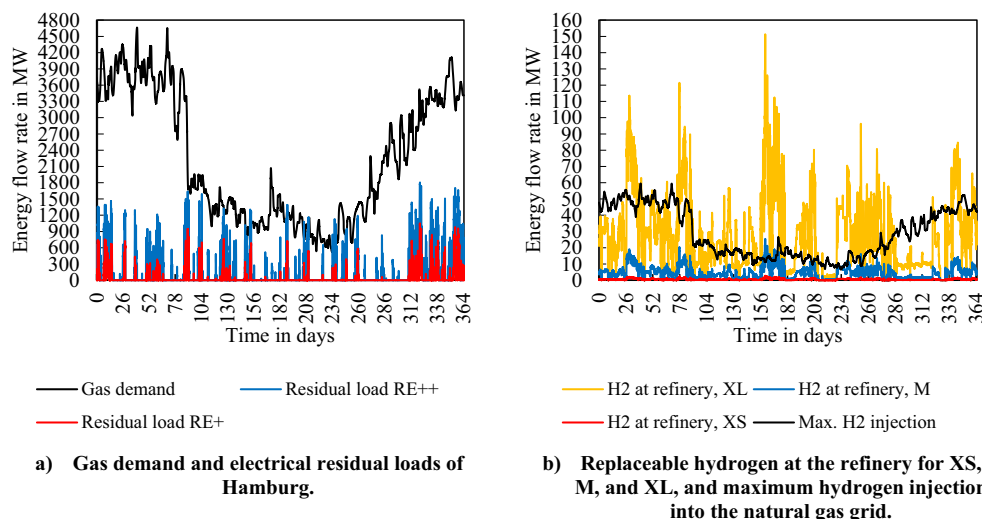 Energy flow rate in MW
4800
4500
4200
3900
3600
3300
3000
2700
2400
2100
1800
1500
1200
900
600
300
0
0 26 52 78 104 130 156 182 208 234 260 286 312 338 364
Time in days
Gas demand
Residual load RE++
Residual load RE+
a) Gas demand and electrical residual loads of
Hamburg.
Energy flow rate in MW
160
150
140
130
120
110
100
90
80
70
60
50
40
30
20
10
0
0 26 52 78 104 130 156 182 208 234 260 286 312 338 364
Time in days
H2 at refinery, XL
H2 at refinery, M
H2 at refinery, XS
Max. H2 injection
b) Replaceable hydrogen at the refinery for XS,
M, and XL, and maximum hydrogen injection
into the natural gas grid.